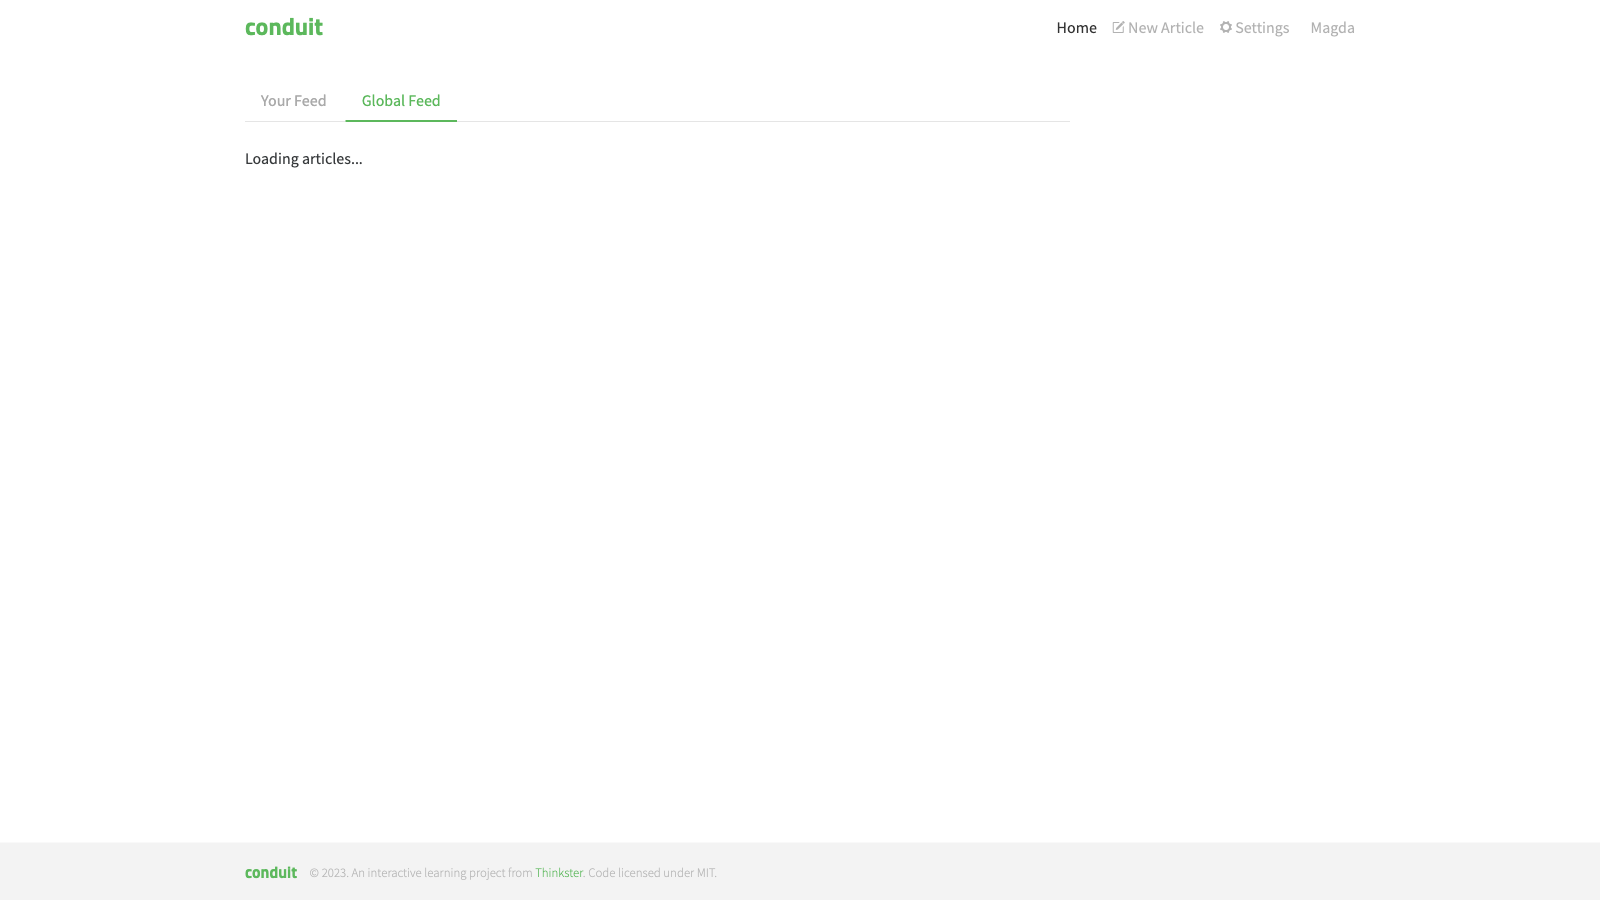 conduit
Home New Article Settings Magda
Your Feed Global Feed
Loading articles...
conduit © 2023. An interactive learning project from Thinkster. Code licensed under MIT.